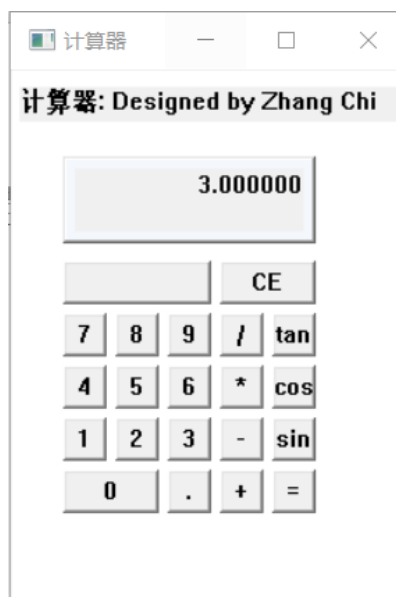 计算器
计算器: Designed by Zhang Chi
3.000000
CE
7 8 9 / tan
4 5 6 * cos
1 2 3 - sin
0 . + =